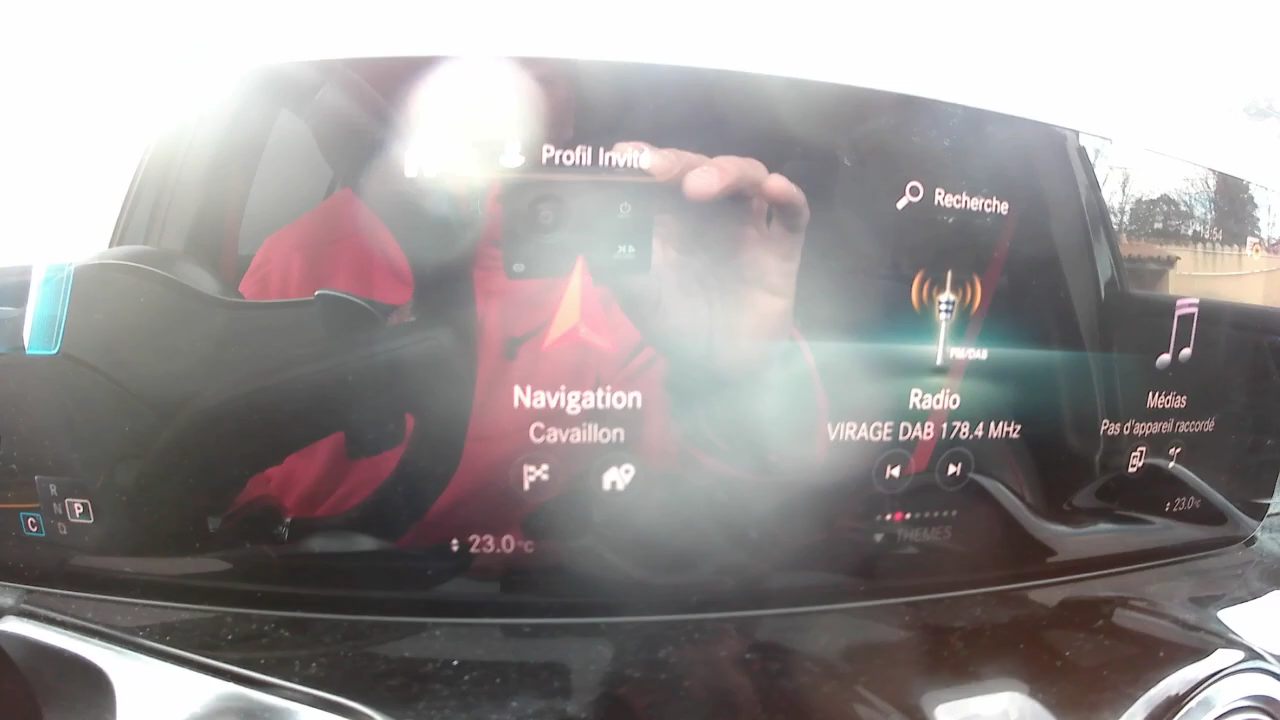 Profil Invité
Recherche
FM/DAB
Navigation
Cavaillon
Radio
VIRAGE DAB 178.4 MHz
Médias
Pas d'appareil raccordé
R
N
P
D
C
23.0°C
THEMES
23.0°C